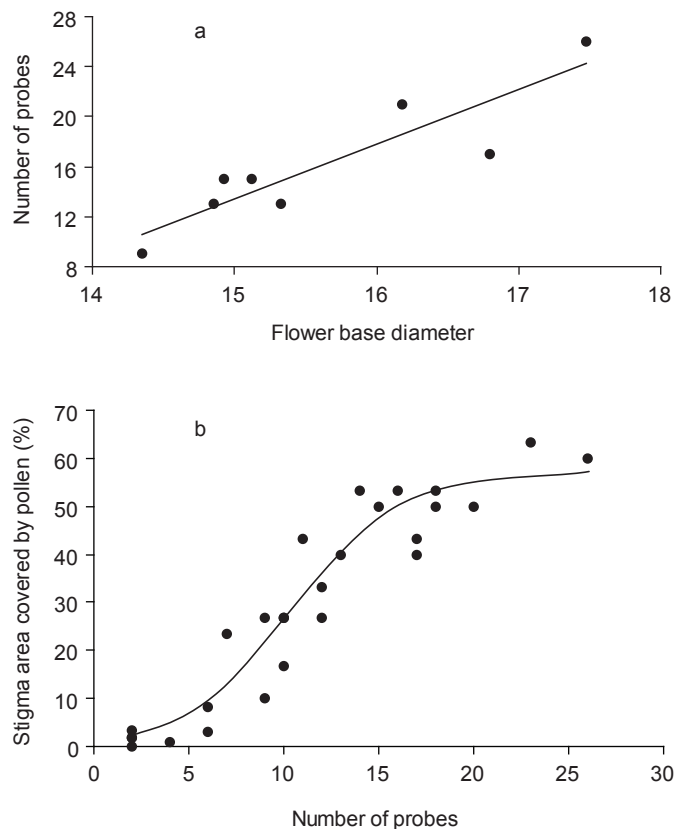 a
Number of probes
28
24
20
16
12
8
14 15 16 17 18
Flower base diameter
b
Stigma area covered by pollen (%)
70
60
50
40
30
20
10
0
0 5 10 15 20 25 30
Number of probes